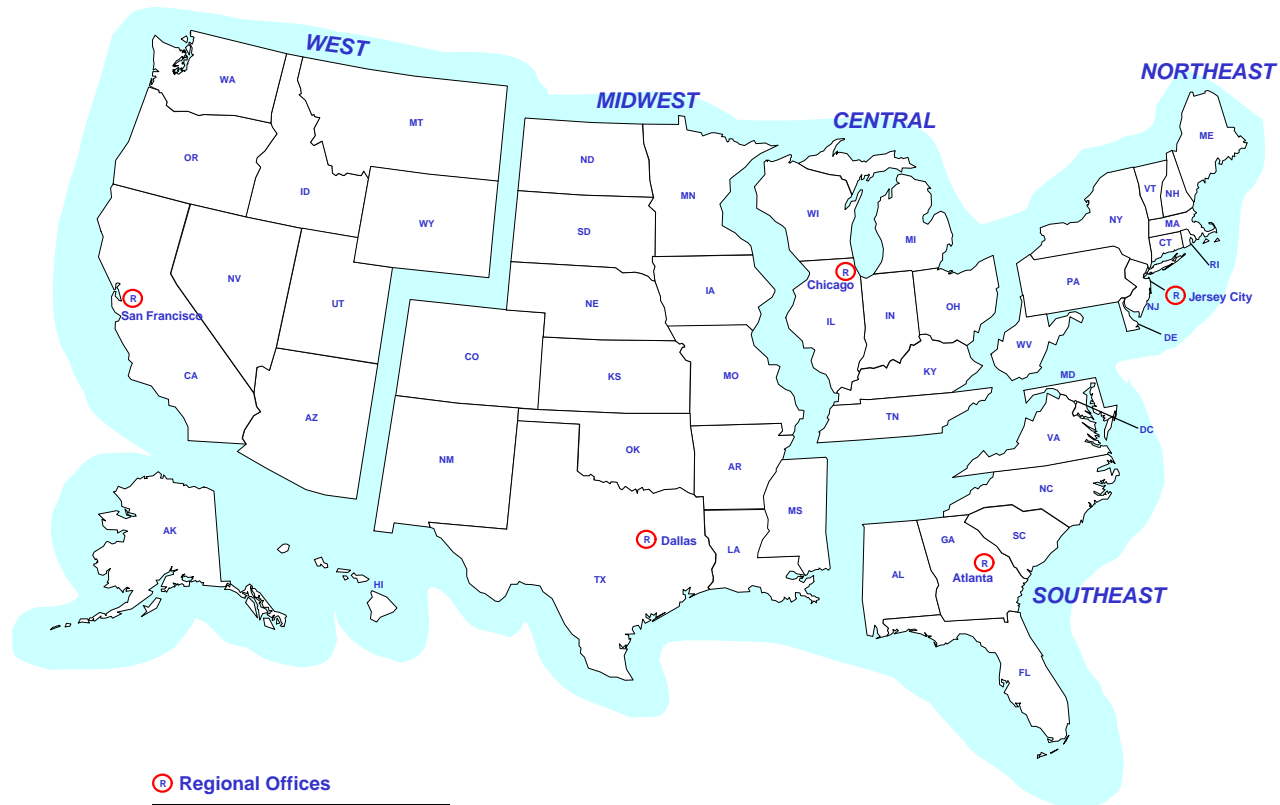 WEST
NORTHEAST
MIDWEST
CENTRAL
WA
MT
ME
OR
ND
ID
MN
VT
NH
WI
NY
MA
WY
SD
MI
CT
RI
NV
UT
NE
IA
R
Chicago
PA
R
San Francisco
R
Jersey City
NJ
IL
IN
OH
DE
CO
WV
KY
MD
CA
KS
MO
AZ
TN
DC
NM
OK
VA
AR
NC
AK
MS
R
Dallas
LA
GA
SC
R
Atlanta
HI
TX
AL
SOUTHEAST
FL
R
Regional Offices